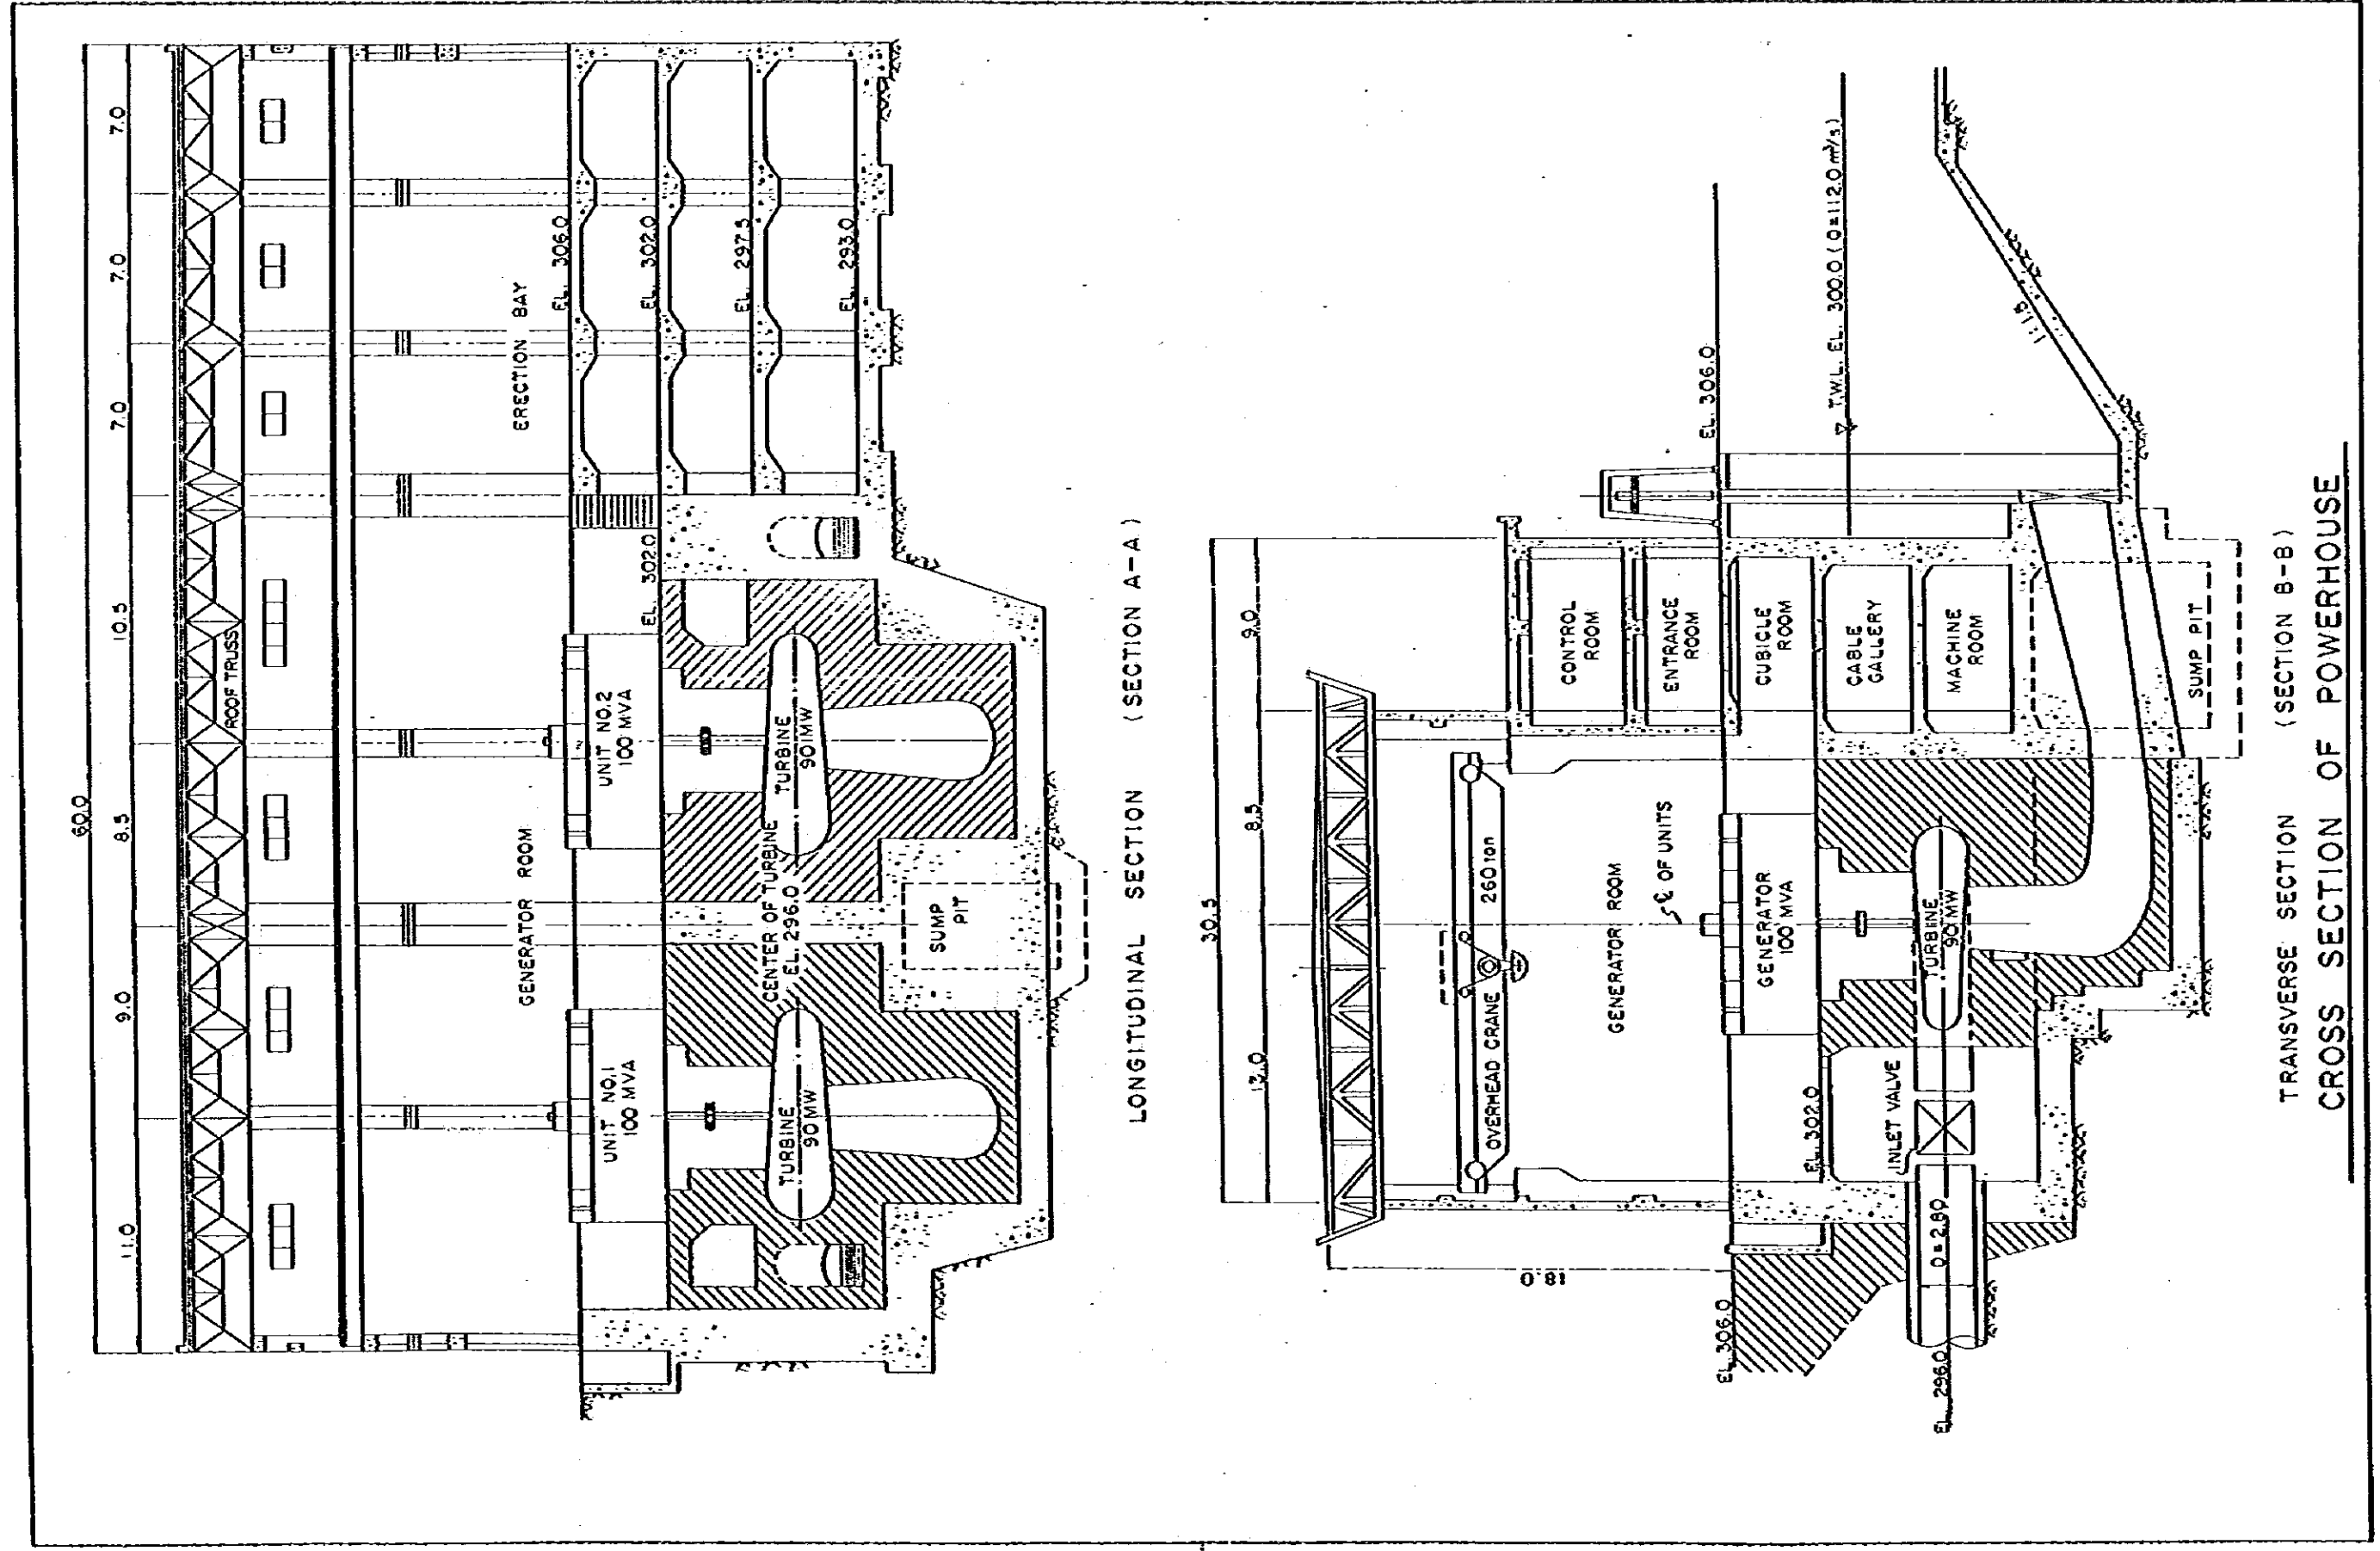 60.0
11.0
9.0
8.5
10.5
7.0
7.0
7.0
ROOF TRUSS
GENERATOR ROOM
ERECTION BAY
EL. 306.0
UNIT NO.1
100 MVA
UNIT NO.2
100 MVA
EL. 302.0
EL. 302.0
TURBINE
90 MW
CENTER OF TURBINE
EL. 296.0
TURBINE
90 MW
EL. 297.5
EL. 293.0
SUMP
PIT
LONGITUDINAL SECTION (SECTION A-A)
30.5
13.0
8.5
9.0
18.0
OVERHEAD CRANE 260 ton
CONTROL
ROOM
GENERATOR ROOM
℄ OF UNITS
ENTRANCE
ROOM
EL. 306.0
EL. 306.0
GENERATOR
100 MVA
CUBICLE
ROOM
EL. 302.0
CABLE
GALLERY
T.W.L. EL. 300.0 (Q=112.0 m³/s)
INLET VALVE
TURBINE
90 MW
MACHINE
ROOM
EL. 296.0
D=2.80
1:1.5
SUMP PIT
TRANSVERSE SECTION (SECTION B-B)
CROSS SECTION OF POWERHOUSE